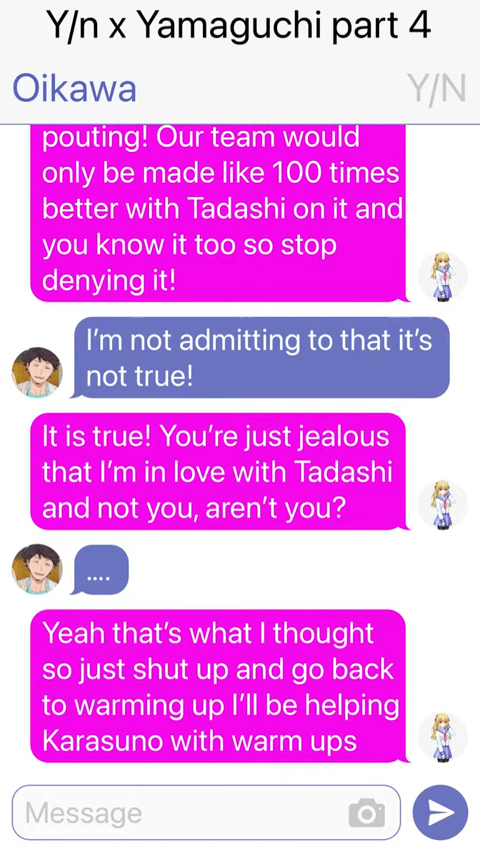 Y/n x Yamaguchi part 4
Oikawa
Y/N
pouting! Our team would
only be made like 100 times
better with Tadashi on it and
you know it too so stop
denying it!
I'm not admitting to that it's
not true!
It is true! You're just jealous
that I'm in love with Tadashi
and not you, aren't you?
....
Yeah that's what I thought
so just shut up and go back
to warming up I'll be helping
Karasuno with warm ups
Message